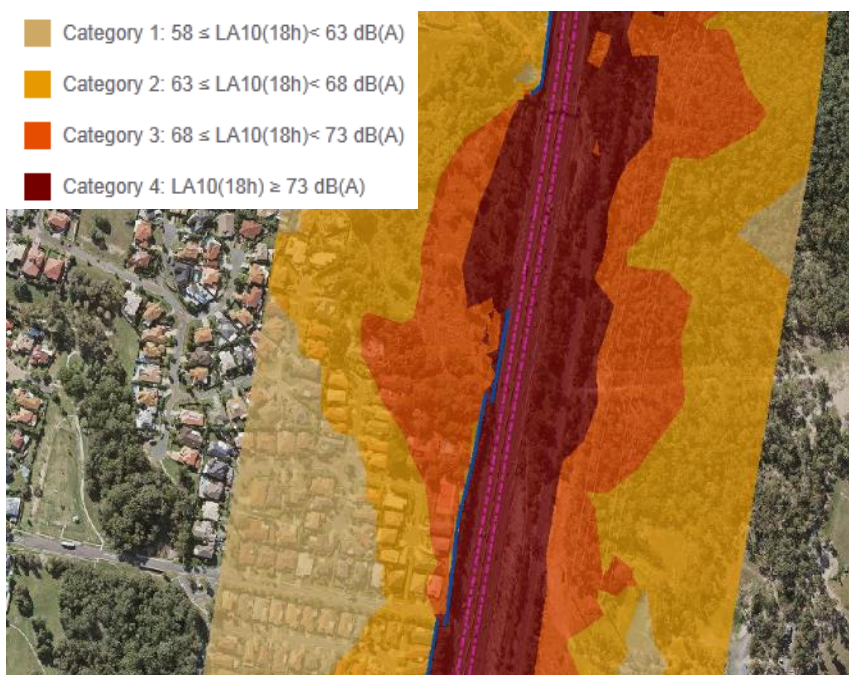 Category 1: 58 ≤ LA10(18h)< 63 dB(A)
Category 2: 63 ≤ LA10(18h)< 68 dB(A)
Category 3: 68 ≤ LA10(18h)< 73 dB(A)
Category 4: LA10(18h) ≥ 73 dB(A)